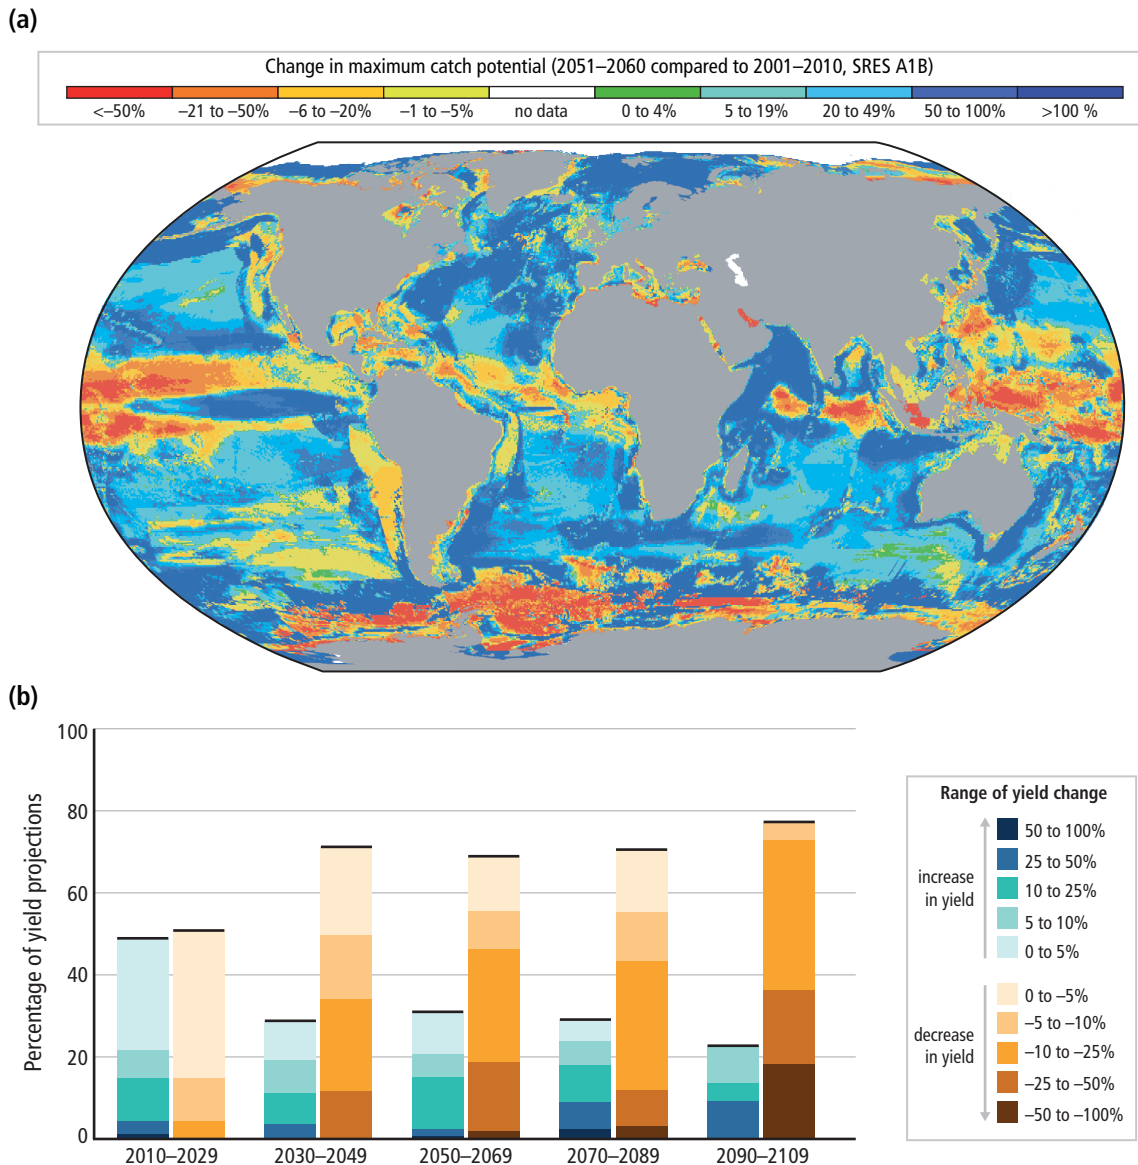 (a)
Change in maximum catch potential (2051–2060 compared to 2001–2010, SRES A1B)
<–50% –21 to –50% –6 to –20% –1 to –5% no data 0 to 4% 5 to 19% 20 to 49% 50 to 100% >100 %
(b)
Percentage of yield projections
100
80
60
40
20
0
2010–2029 2030–2049 2050–2069 2070–2089 2090–2109
Range of yield change
increase in yield
50 to 100%
25 to 50%
10 to 25%
5 to 10%
0 to 5%
decrease in yield
0 to –5%
–5 to –10%
–10 to –25%
–25 to –50%
–50 to –100%